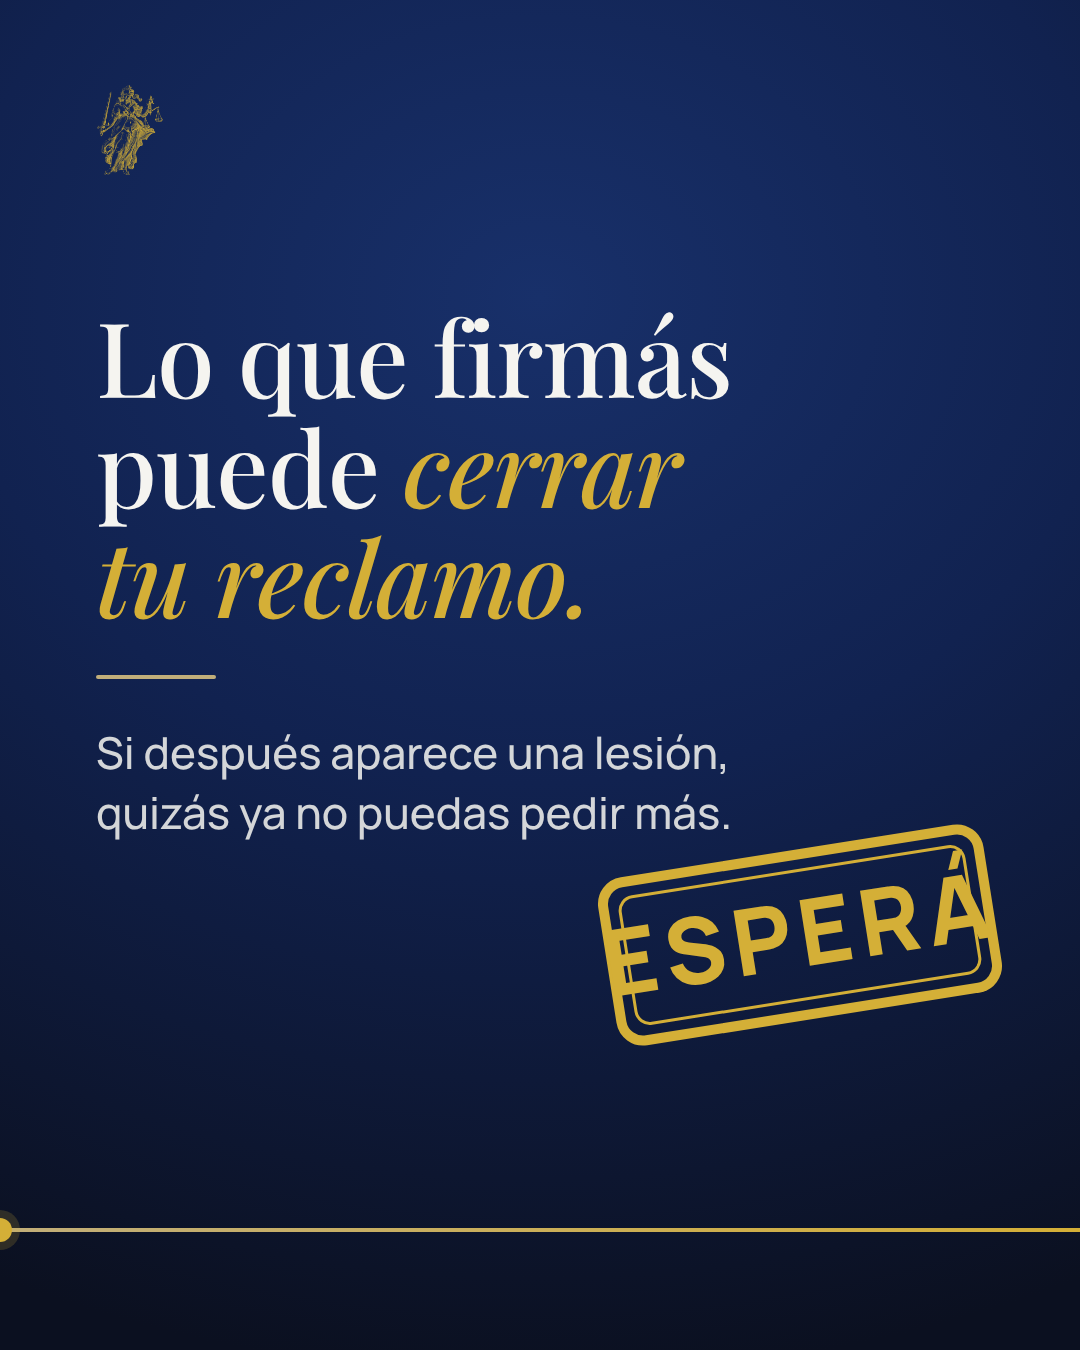 Lo que firmás
puede cerrar
tu reclamo.
Si después aparece una lesión,
quizás ya no puedas pedir más.
ESPERÁ